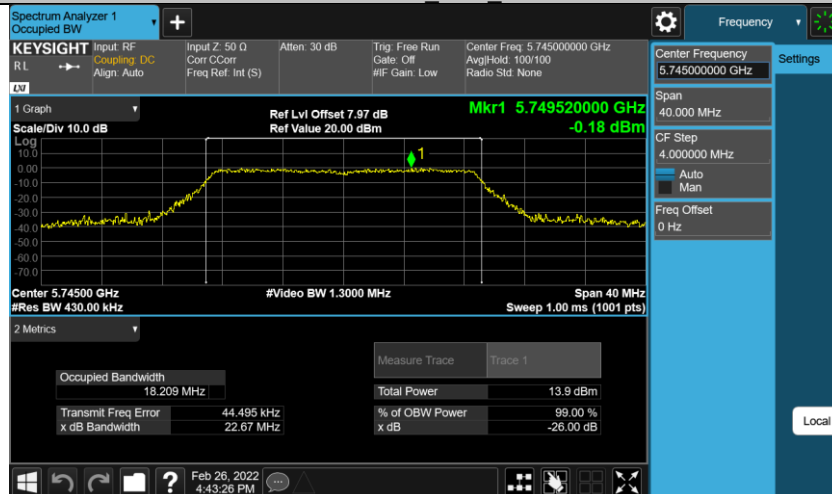 Spectrum Analyzer 1
Occupied BW
+
Frequency
KEYSIGHT
RL
LXI
Input: RF
Coupling: DC
Align: Auto
Input Z: 50 Ω
Corr CCorr
Freq Ref: Int (S)
Atten: 30 dB
Trig: Free Run
Gate: Off
#IF Gain: Low
Center Freq: 5.745000000 GHz
Avg|Hold: 100/100
Radio Std: None
Center Frequency
5.745000000 GHz
Settings
Span
40.000 MHz
CF Step
4.000000 MHz
Auto
Man
Freq Offset
0 Hz
Local
1 Graph
Scale/Div 10.0 dB
Ref Lvl Offset 7.97 dB
Ref Value 20.00 dBm
Mkr1 5.749520000 GHz
-0.18 dBm
Log
10.0
0.00
-10.0
-20.0
-30.0
-40.0
-50.0
-60.0
-70.0
1
Center 5.74500 GHz
#Res BW 430.00 kHz
#Video BW 1.3000 MHz
Span 40 MHz
Sweep 1.00 ms (1001 pts)
2 Metrics
Measure Trace Trace 1
Occupied Bandwidth
18.209 MHz
Total Power 13.9 dBm
Transmit Freq Error 44.495 kHz
% of OBW Power 99.00 %
x dB Bandwidth 22.67 MHz
x dB -26.00 dB
?
Feb 26, 2022
4:43:26 PM